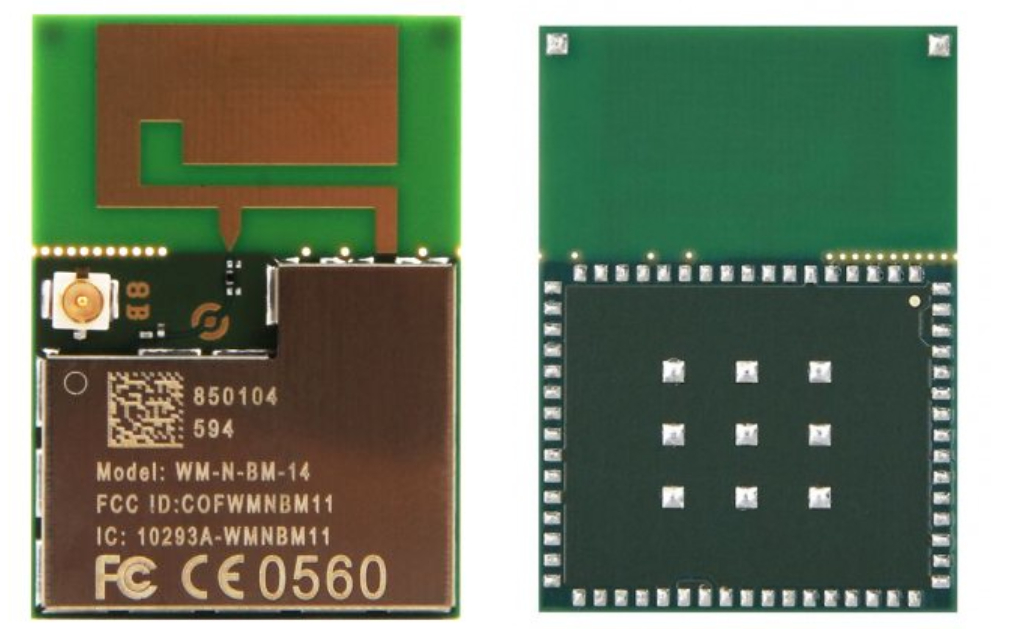 8B
850104
594
Model: WM-N-BM-14
FCC ID:COFWMNBM11
IC: 10293A-WMNBM11
FC CE 0560